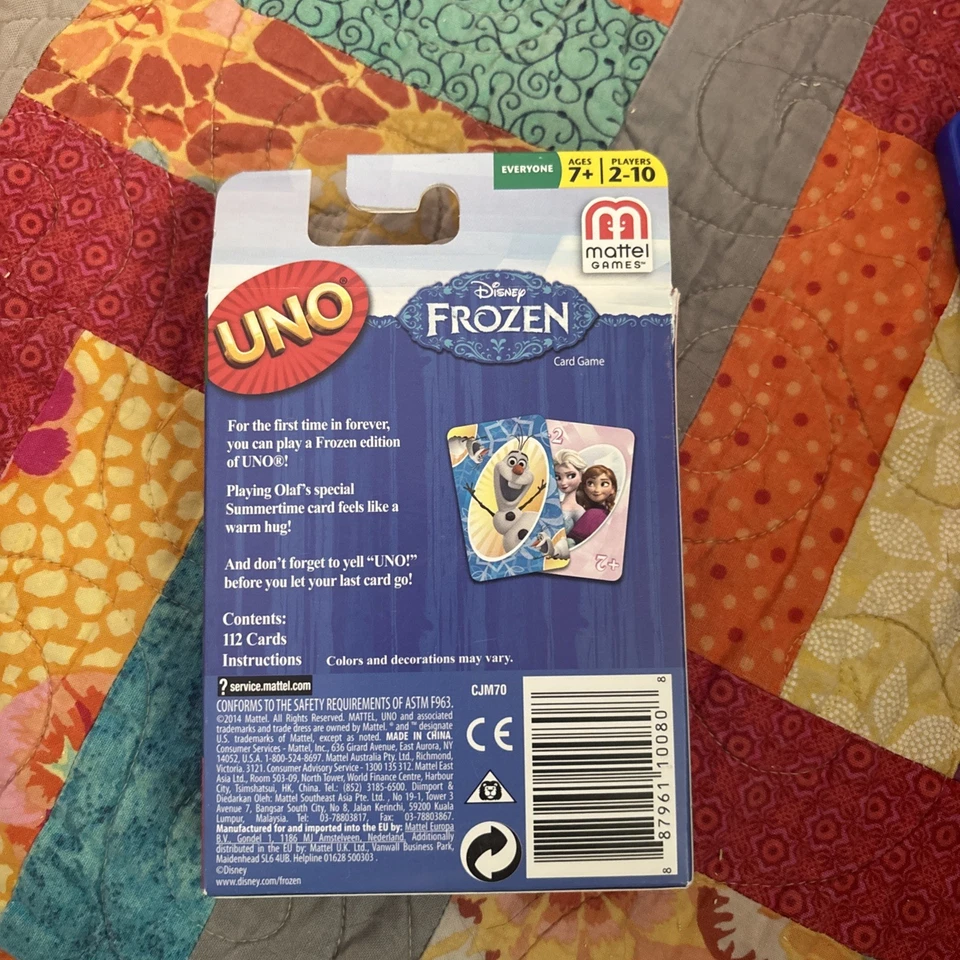 EVERYONE
AGES 7+
PLAYERS 2-10
mattel
GAMES™
UNO®
Disney
FROZEN
Card Game
For the first time in forever,
you can play a Frozen edition
of UNO®!
Playing Olaf's special
Summertime card feels like a
warm hug!
And don't forget to yell “UNO!”
before you let your last card go!
+2
+2
Contents:
112 Cards
Instructions
Colors and decorations may vary.
? service.mattel.com
CONFORMS TO THE SAFETY REQUIREMENTS OF ASTM F963.
©2014 Mattel. All Rights Reserved. MATTEL, UNO and associated
trademarks and trade dress are owned by Mattel. ® and ™ designate
U.S. trademarks of Mattel, except as noted. MADE IN CHINA.
Consumer Services - Mattel, Inc., 636 Girard Avenue, East Aurora, NY
14052, U.S.A. 1-800-524-8697. Mattel Australia Pty. Ltd., Richmond,
Victoria. 3121. Consumer Advisory Service - 1300 135 312. Mattel East
Asia Ltd., Room 503-09, North Tower, World Finance Centre, Harbour
City, Tsimshatsui, HK, China. Tel.: (852) 3185-6500. Diimport &
Diedarkan Oleh: Mattel Southeast Asia Pte. Ltd. , No 19-1, Tower 3
Avenue 7, Bangsar South City, No 8, Jalan Kerinchi, 59200 Kuala
Lumpur, Malaysia. Tel: 03-78803817, Fax: 03-78803867.
Manufactured for and imported into the EU by: Mattel Europa
B.V., Gondel 1, 1186 MJ Amstelveen, Nederland. Additionally
distributed in the EU by: Mattel U.K. Ltd., Vanwall Business Park,
Maidenhead SL6 4UB. Helpline 01628 500303 .
©Disney
www.disney.com/frozen
CJM70
CE
8 87961 10080 8